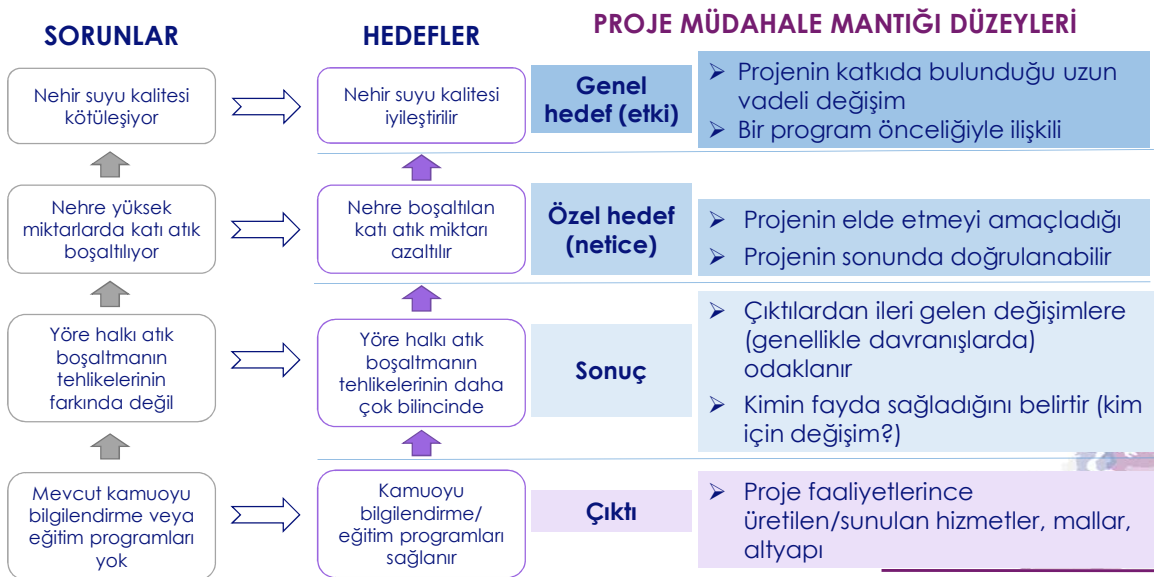 SORUNLAR
HEDEFLER
PROJE MÜDAHALE MANTIĞI DÜZEYLERİ
Nehir suyu kalitesi
kötüleşiyor
Nehir suyu kalitesi
iyileştirilir
Genel
hedef (etki)
➢ Projenin katkıda bulunduğu uzun
vadeli değişim
➢ Bir program önceliğiyle ilişkili
Nehre yüksek
miktarlarda katı atık
boşaltılıyor
Nehre boşaltılan
katı atık miktarı
azaltılır
Özel hedef
(netice)
➢ Projenin elde etmeyi amaçladığı
➢ Projenin sonunda doğrulanabilir
Yöre halkı atık
boşaltmanın
tehlikelerinin
farkında değil
Yöre halkı atık
boşaltmanın
tehlikelerinin daha
çok bilincinde
Sonuç
➢ Çıktılardan ileri gelen değişimlere
(genellikle davranışlarda)
odaklanır
➢ Kimin fayda sağladığını belirtir (kim
için değişim?)
Mevcut kamuoyu
bilgilendirme veya
eğitim programları
yok
Kamuoyu
bilgilendirme/
eğitim programları
sağlanır
Çıktı
➢ Proje faaliyetlerince
üretilen/sunulan hizmetler, mallar,
altyapı